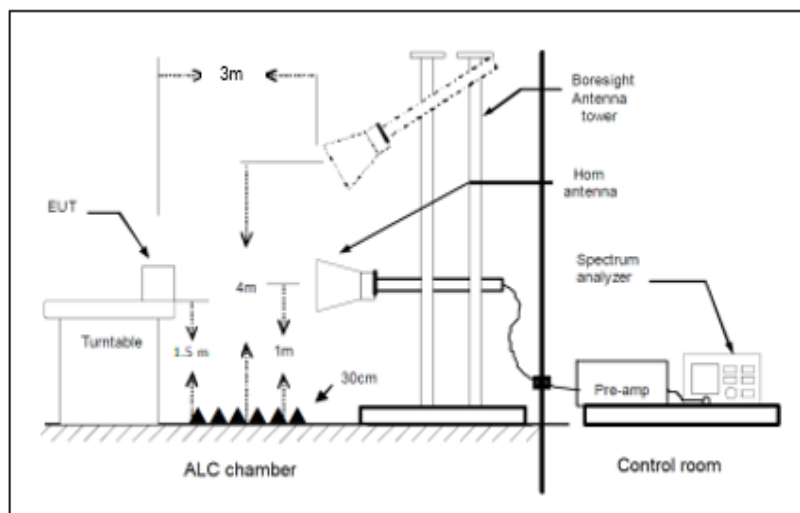 3m
Boresight
Antenna
tower
Horn
antenna
EUT
Spectrum
analyzer
4m
Turntable
1.5 m
1m
30cm
Pre-amp
ALC chamber
Control room